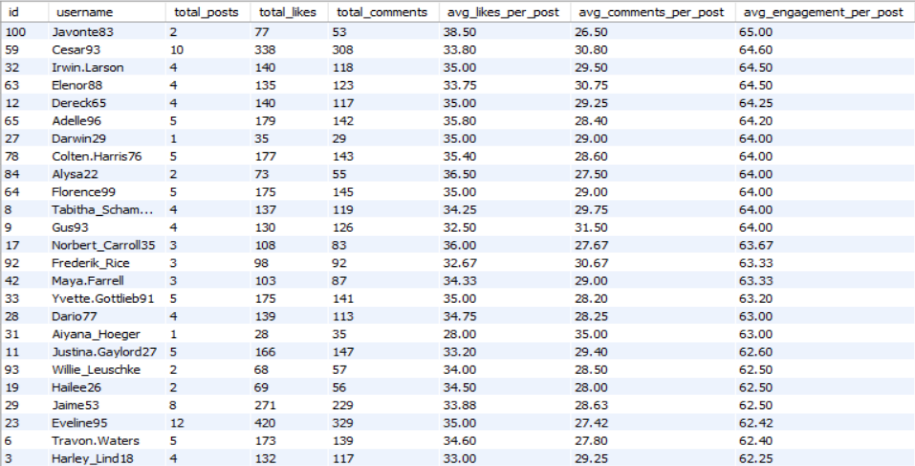 id username total_posts total_likes total_comments avg_likes_per_post avg_comments_per_post avg_engagement_per_post
100 Javonte83 2 77 53 38.50 26.50 65.00
59 Cesar93 10 338 308 33.80 30.80 64.60
32 Irwin.Larson 4 140 118 35.00 29.50 64.50
63 Elenor88 4 135 123 33.75 30.75 64.50
12 Dereck65 4 140 117 35.00 29.25 64.25
65 Adelle96 5 179 142 35.80 28.40 64.20
27 Darwin29 1 35 29 35.00 29.00 64.00
78 Colten.Harris76 5 177 143 35.40 28.60 64.00
84 Alysa22 2 73 55 36.50 27.50 64.00
64 Florence99 5 175 145 35.00 29.00 64.00
8 Tabitha_Scham... 4 137 119 34.25 29.75 64.00
9 Gus93 4 130 126 32.50 31.50 64.00
17 Norbert_Carroll35 3 108 83 36.00 27.67 63.67
92 Frederik_Rice 3 98 92 32.67 30.67 63.33
42 Maya.Farrell 3 103 87 34.33 29.00 63.33
33 Yvette.Gottlieb91 5 175 141 35.00 28.20 63.20
28 Dario77 4 139 113 34.75 28.25 63.00
31 Aiyana_Hoeger 1 28 35 28.00 35.00 63.00
11 Justina.Gaylord27 5 166 147 33.20 29.40 62.60
93 Willie_Leuschke 2 68 57 34.00 28.50 62.50
19 Hailee26 2 69 56 34.50 28.00 62.50
29 Jaime53 8 271 229 33.88 28.63 62.50
23 Eveline95 12 420 329 35.00 27.42 62.42
6 Travon.Waters 5 173 139 34.60 27.80 62.40
3 Harley_Lind18 4 132 117 33.00 29.25 62.25